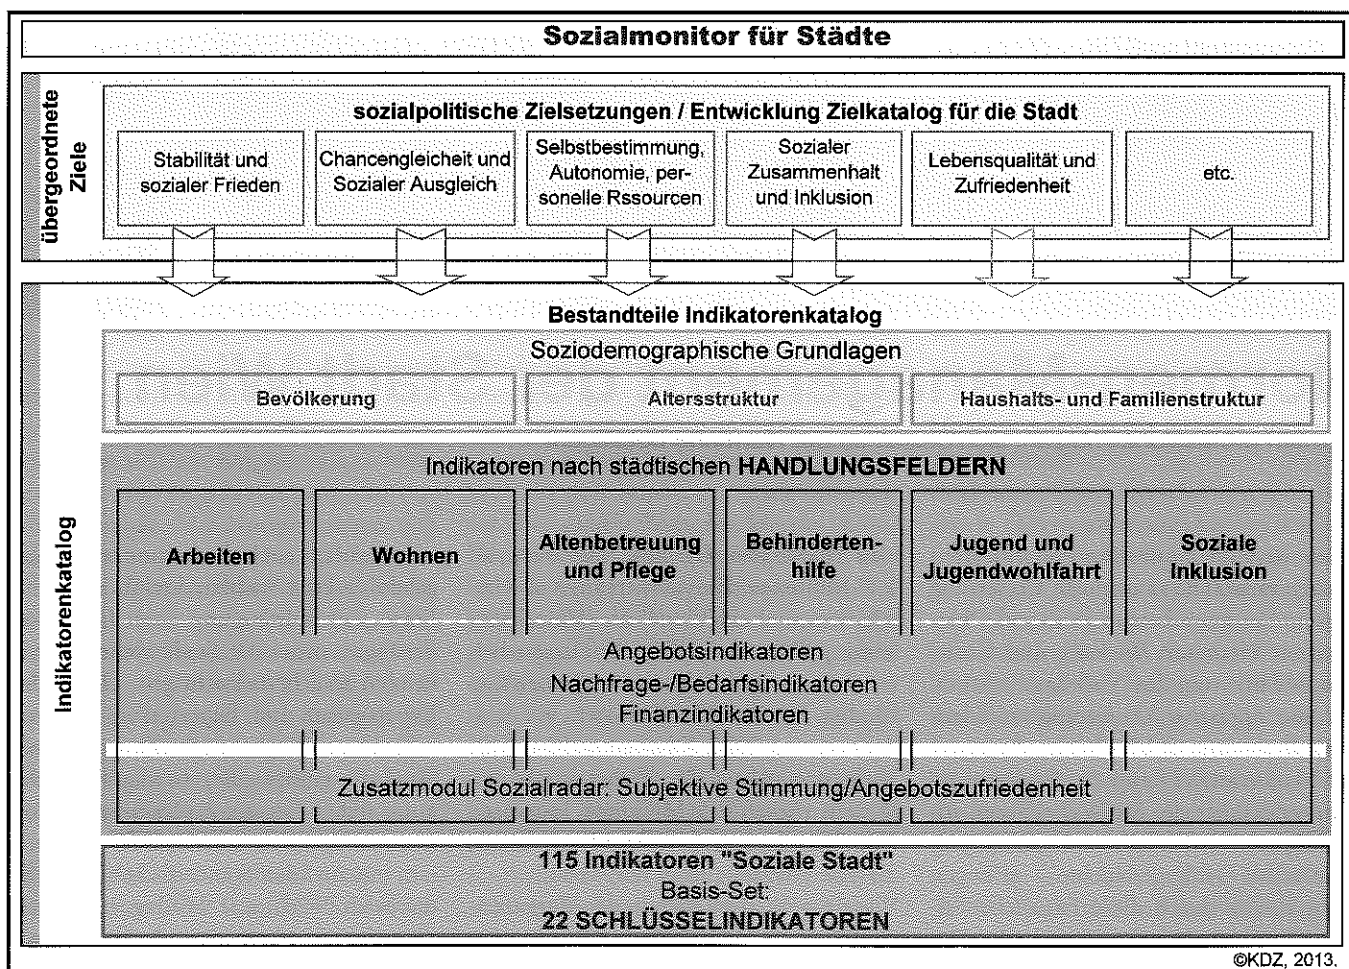 Sozialmonitor für Städte
übergeordnete
Ziele
sozialpolitische Zielsetzungen / Entwicklung Zielkatalog für die Stadt
Stabilität und
sozialer Frieden
Chancengleicheit und
Sozialer Ausgleich
Selbstbestimmung,
Autonomie, per-
sonelle Rssourcen
Sozialer
Zusammenhalt
und Inklusion
Lebensqualität und
Zufriedenheit
etc.
Indikatorenkatalog
Bestandteile Indikatorenkatalog
Soziodemographische Grundlagen
Bevölkerung
Altersstruktur
Haushalts- und Familienstruktur
Indikatoren nach städtischen HANDLUNGSFELDERN
Arbeiten
Wohnen
Altenbetreuung
und Pflege
Behinderten-
hilfe
Jugend und
Jugendwohlfahrt
Soziale
Inklusion
Angebotsindikatoren
Nachfrage-/Bedarfsindikatoren
Finanzindikatoren
Zusatzmodul Sozialradar: Subjektive Stimmung/Angebotszufriedenheit
115 Indikatoren "Soziale Stadt"
Basis-Set:
22 SCHLÜSSELINDIKATOREN
©KDZ, 2013.